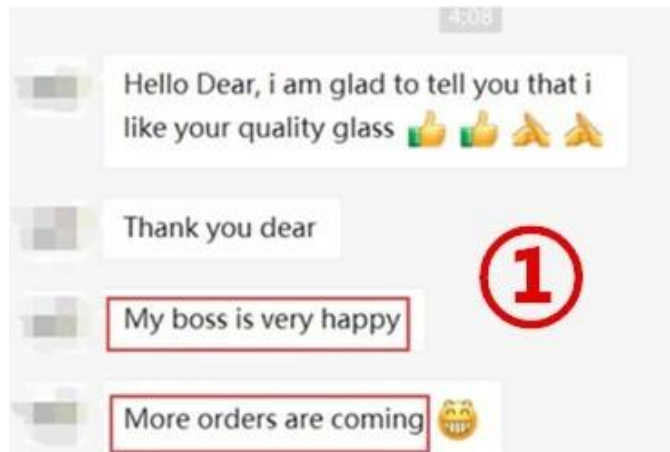 4:08
Hello Dear, i am glad to tell you that i
like your quality glass 👍 👍 🙏 🙏
Thank you dear
My boss is very happy
①
More orders are coming 😁